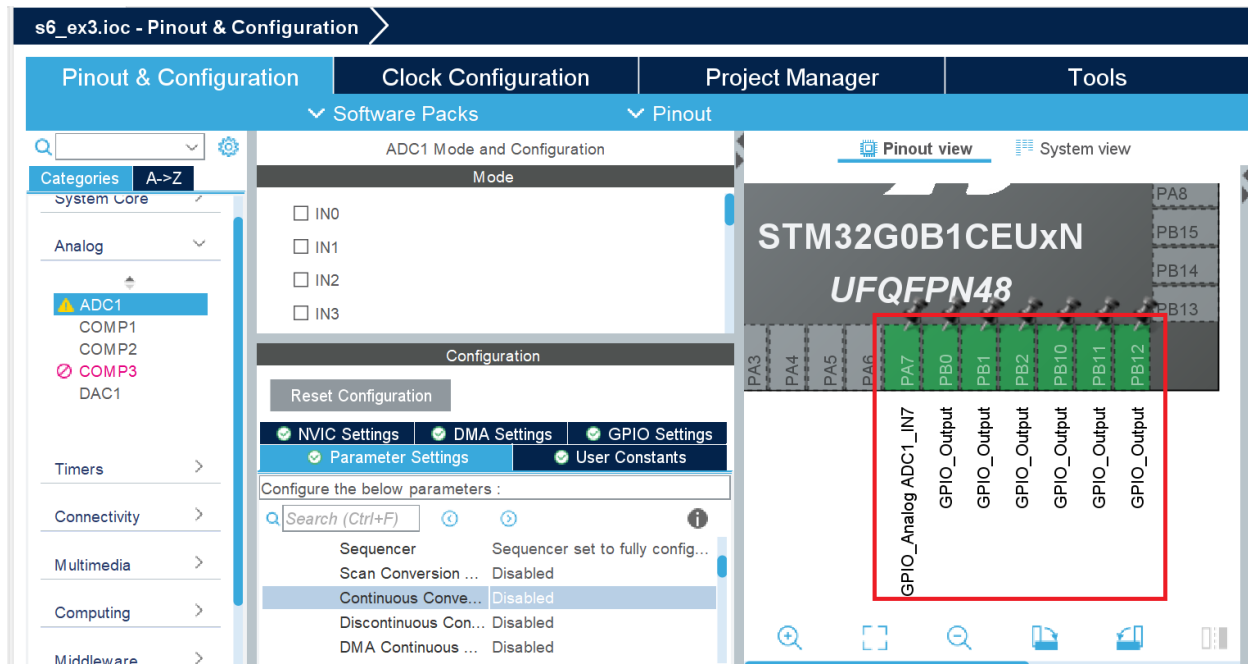 s6_ex3.ioc - Pinout & Configuration
Pinout & Configuration
Clock Configuration
Project Manager
Tools
Software Packs
Pinout
Categories
A->Z
System Core
Analog
ADC1
COMP1
COMP2
COMP3
DAC1
Timers
Connectivity
Multimedia
Computing
Middleware
ADC1 Mode and Configuration
Mode
IN0
IN1
IN2
IN3
Configuration
Reset Configuration
NVIC Settings
DMA Settings
GPIO Settings
Parameter Settings
User Constants
Configure the below parameters :
Search (Ctrl+F)
Sequencer Sequencer set to fully config...
Scan Conversion ... Disabled
Continuous Conve... Disabled
Discontinuous Con... Disabled
DMA Continuous ... Disabled
Pinout view
System view
STM32G0B1CEUxN
UFQFPN48
PA8
PB15
PB14
PB13
PA3
PA4
PA5
PA6
PA7
PB0
PB1
PB2
PB10
PB11
PB12
GPIO_Analog ADC1_IN7
GPIO_Output
GPIO_Output
GPIO_Output
GPIO_Output
GPIO_Output
GPIO_Output